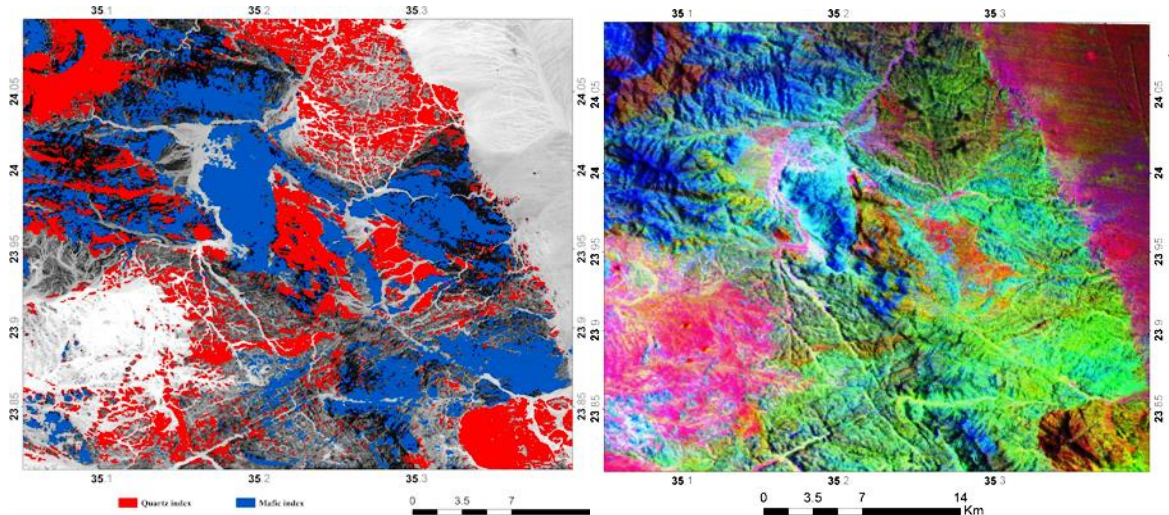 35.1 35.2 35.3 35.1 35.2 35.3
24.05 24.05 24.05
24 24 24
23.95 23.95 23.95
23.9 23.9 23.9
23.85 23.85 23.85
35.1 35.2 35.3 35.1 35.2 35.3
Quartz index Mafic index 0 3.5 7
0 3.5 7 14
Km